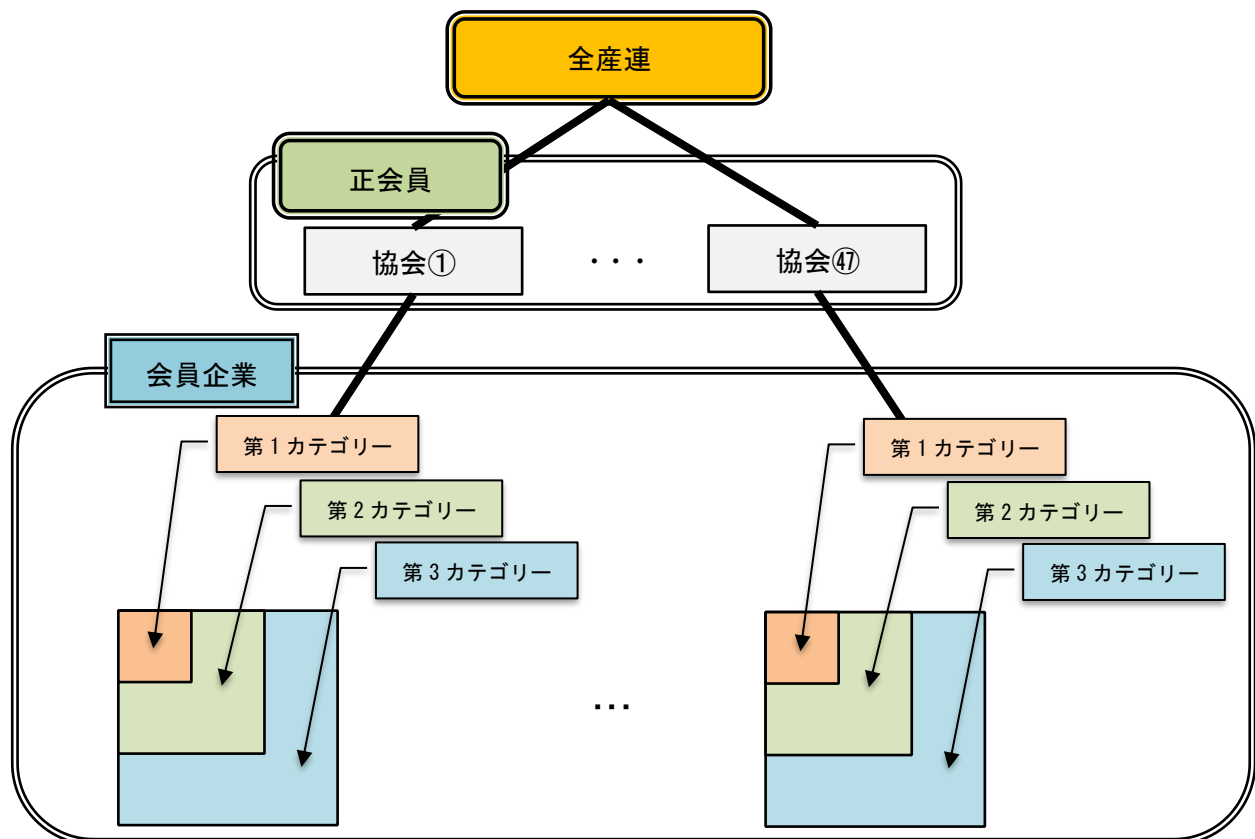 全産連
正会員
協会①
・・・
協会㊼
会員企業
第1カテゴリー
第2カテゴリー
第3カテゴリー
第1カテゴリー
第2カテゴリー
第3カテゴリー
…